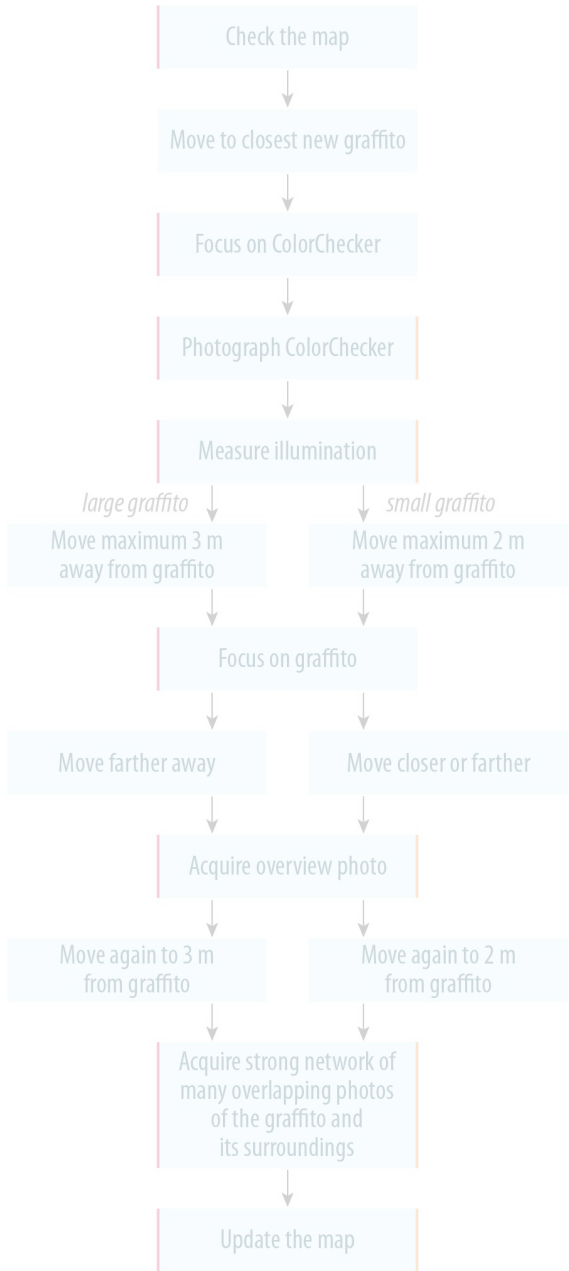 Check the map
Move to closest new graffito
Focus on ColorChecker
Photograph ColorChecker
Measure illumination
large graffito
small graffito
Move maximum 3 m
away from graffito
Move maximum 2 m
away from graffito
Focus on graffito
Move farther away
Move closer or farther
Acquire overview photo
Move again to 3 m
from graffito
Move again to 2 m
from graffito
Acquire strong network of
many overlapping photos
of the graffito and
its surroundings
Update the map